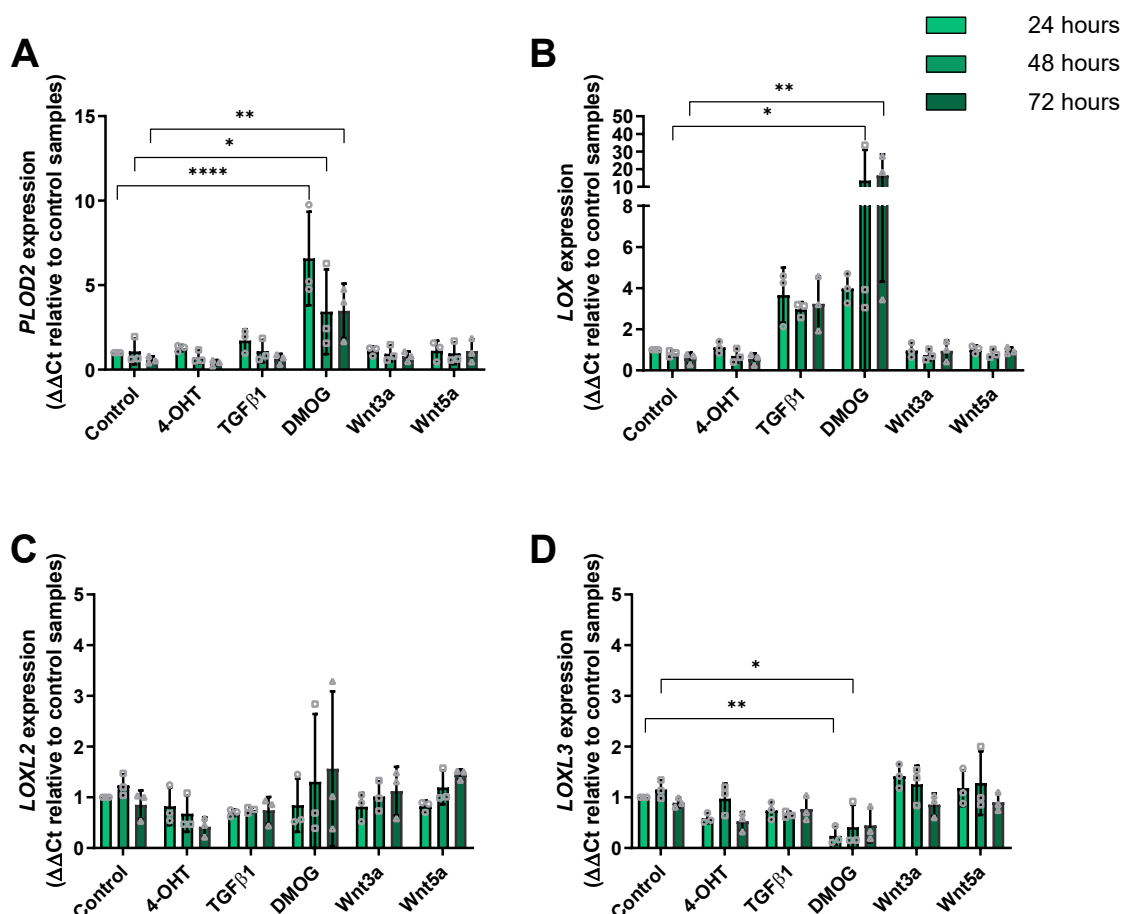 24 hours
48 hours
72 hours
A
PLOD2 expression
(ΔΔCt relative to control samples)
15
10
5
0
**
*
****
Control
4-OHT
TGFβ1
DMOG
Wnt3a
Wnt5a
B
LOX expression
(ΔΔCt relative to control samples)
50
40
30
20
10
8
6
4
2
0
**
*
Control
4-OHT
TGFβ1
DMOG
Wnt3a
Wnt5a
C
LOXL2 expression
(ΔΔCt relative to control samples)
5
4
3
2
1
0
Control
4-OHT
TGFβ1
DMOG
Wnt3a
Wnt5a
D
LOXL3 expression
(ΔΔCt relative to control samples)
5
4
3
2
1
0
*
**
Control
4-OHT
TGFβ1
DMOG
Wnt3a
Wnt5a